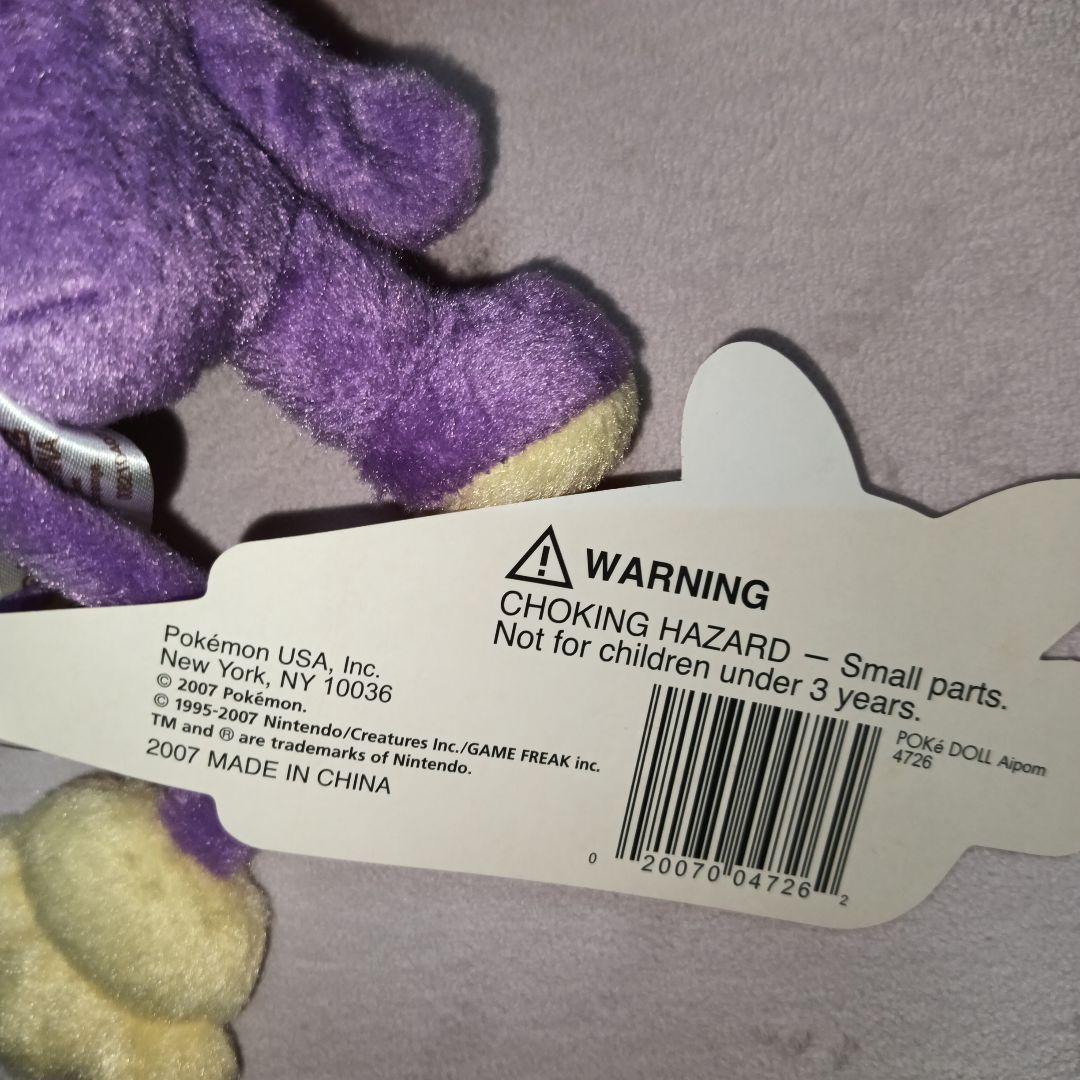 WARNING
CHOKING HAZARD — Small parts.
Not for children under 3 years.
Pokémon USA, Inc.
New York, NY 10036
© 2007 Pokémon.
© 1995-2007 Nintendo/Creatures Inc./GAME FREAK inc.
TM and ® are trademarks of Nintendo.
2007 MADE IN CHINA
POKé DOLL Aipom
4726
0 20070 04726 2